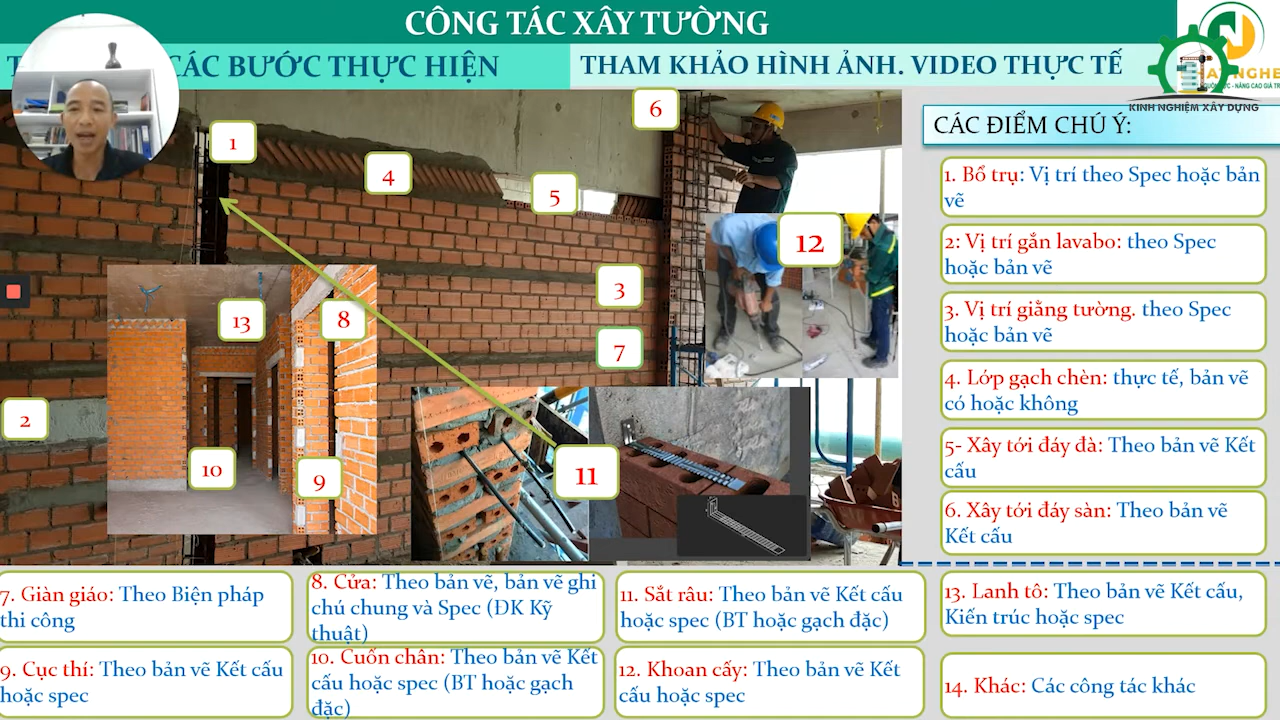 CÔNG TÁC XÂY TƯỜNG
CÁC BƯỚC THỰC HIỆN
THAM KHẢO HÌNH ẢNH. VIDEO THỰC TẾ
KINH NGHIỆM XÂY DỰNG
CÁC ĐIỂM CHÚ Ý:
1. Bổ trụ: Vị trí theo Spec hoặc bản
vẽ
2: Vị trí gắn lavabo: theo Spec
hoặc bản vẽ
3. Vị trí giằng tường. theo Spec
hoặc bản vẽ
4. Lớp gạch chèn: thực tế, bản vẽ
có hoặc không
5- Xây tới đáy đà: Theo bản vẽ Kết
cấu
6. Xây tới đáy sàn: Theo bản vẽ
Kết cấu
1
4
5
6
12
3
7
13
8
2
10
9
11
7. Giàn giáo: Theo Biện pháp
thi công
8. Cửa: Theo bản vẽ, bản vẽ ghi
chú chung và Spec (ĐK Kỹ
thuật)
11. Sắt râu: Theo bản vẽ Kết cấu
hoặc spec (BT hoặc gạch đặc)
13. Lanh tô: Theo bản vẽ Kết cấu,
Kiến trúc hoặc spec
9. Cục thí: Theo bản vẽ Kết cấu
hoặc spec
10. Cuốn chân: Theo bản vẽ Kết
cấu hoặc spec (BT hoặc gạch
đặc)
12. Khoan cấy: Theo bản vẽ Kết
cấu hoặc spec
14. Khác: Các công tác khác